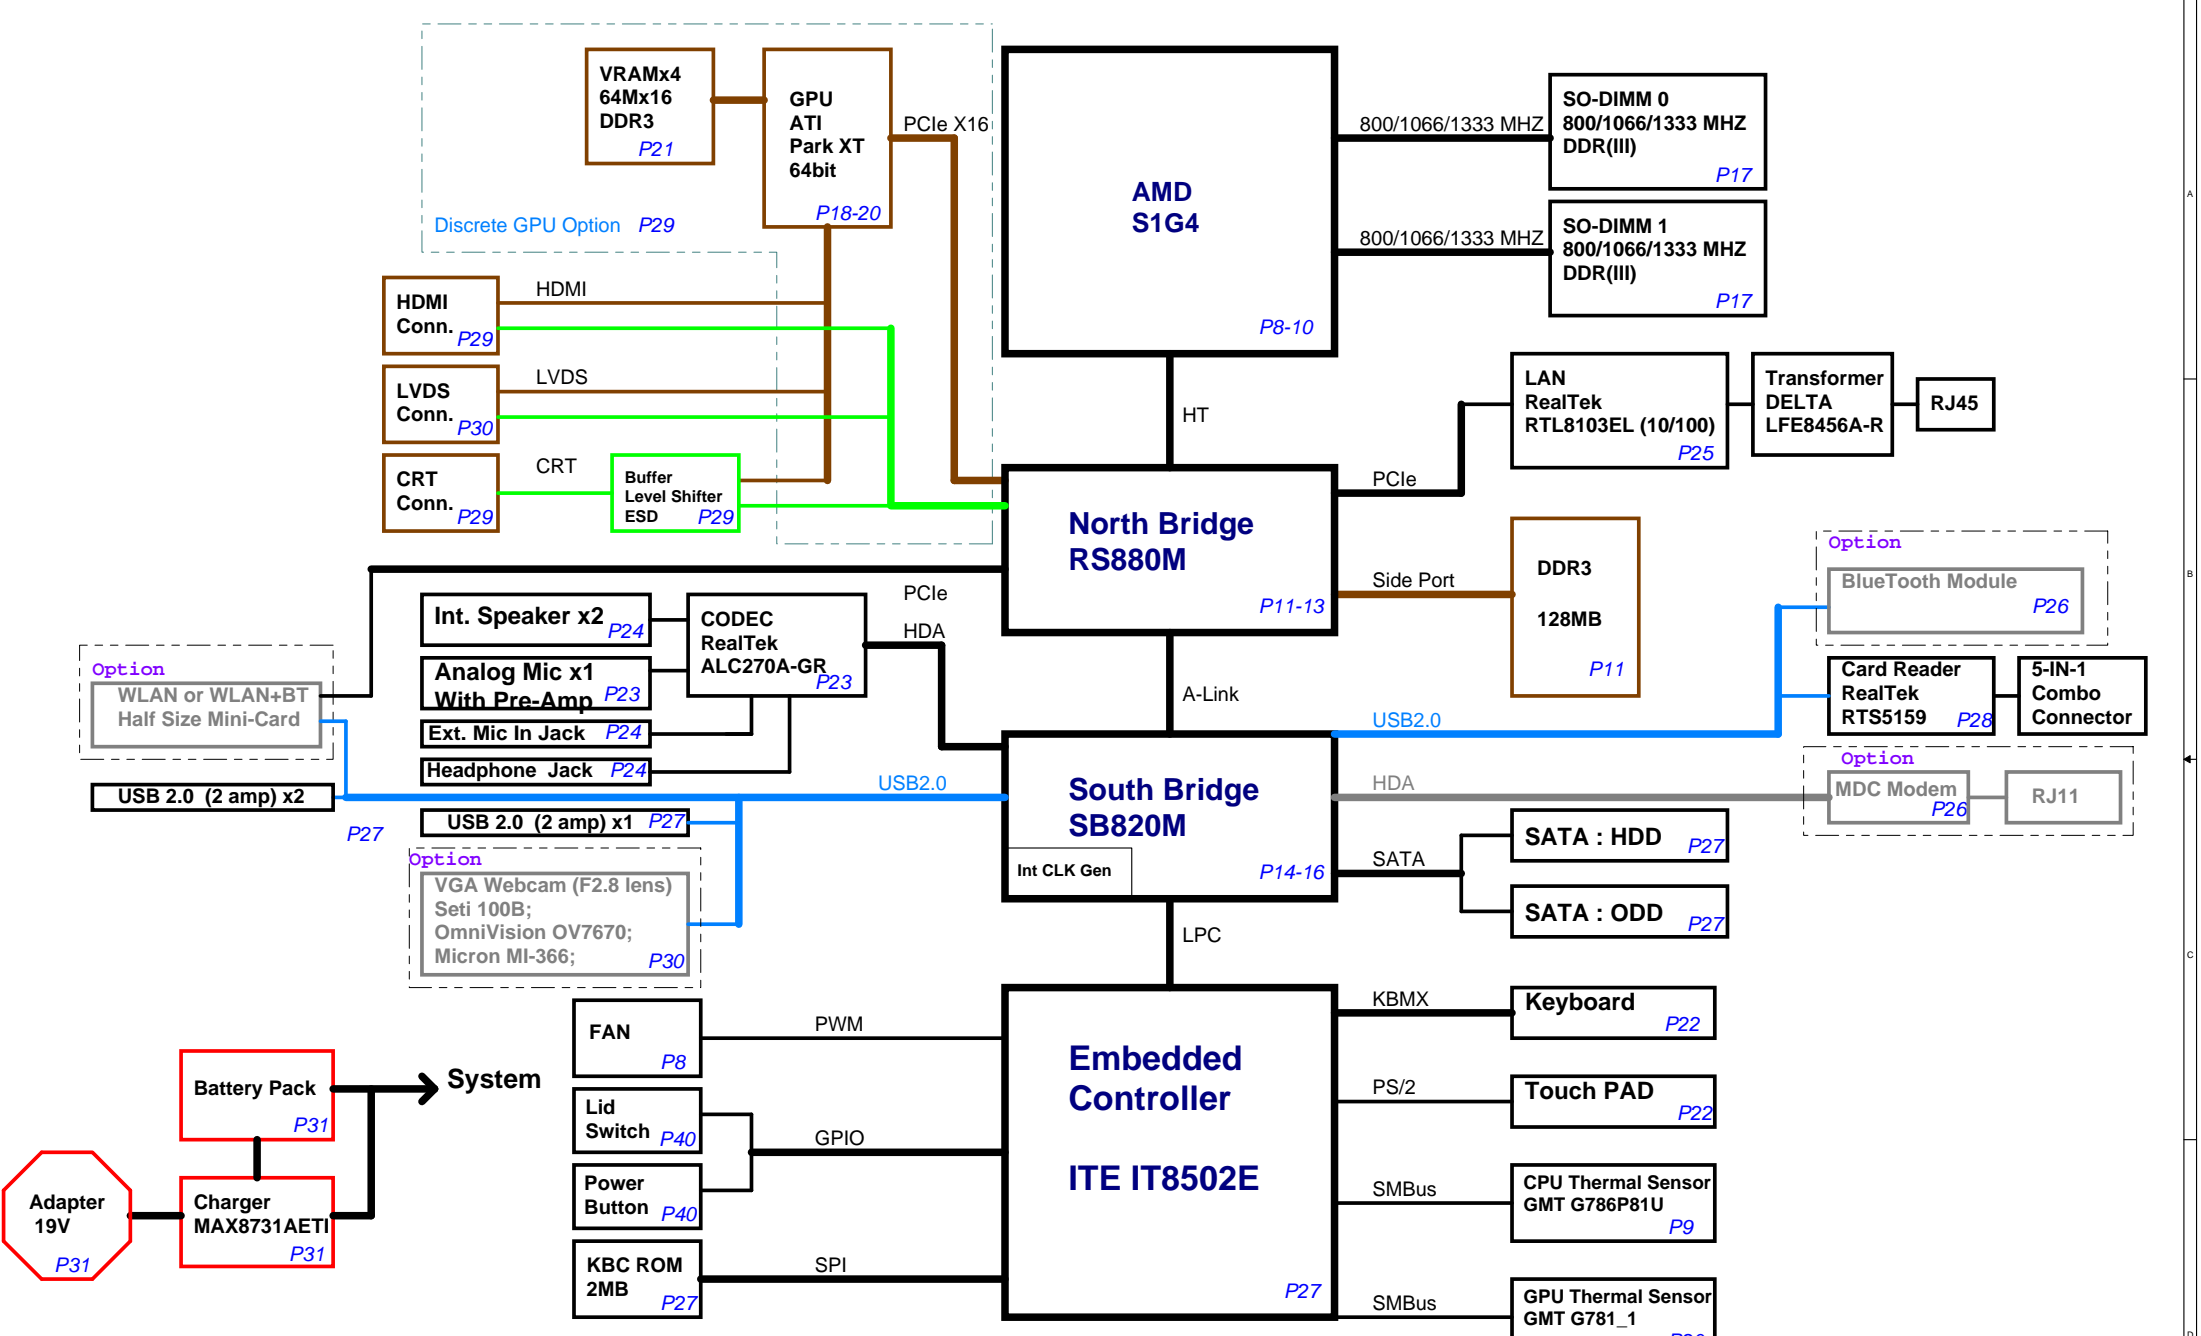 VRAMx4
64Mx16
DDR3
P21
GPU
ATI
Park XT
64bit
P18-20
PCIe X16
Discrete GPU Option P29
AMD
S1G4
P8-10
800/1066/1333 MHZ
SO-DIMM 0
800/1066/1333 MHZ
DDR(III)
P17
800/1066/1333 MHZ
SO-DIMM 1
800/1066/1333 MHZ
DDR(III)
P17
A
HDMI
Conn.
P29
HDMI
LVDS
Conn.
P30
LVDS
CRT
Conn.
P29
CRT
Buffer
Level Shifter
ESD
P29
HT
LAN
RealTek
RTL8103EL (10/100)
P25
Transformer
DELTA
LFE8456A-R
RJ45
PCIe
North Bridge
RS880M
P11-13
Side Port
DDR3
128MB
P11
Option
BlueTooth Module
P26
B
PCIe
Int. Speaker x2
P24
Analog Mic x1
With Pre-Amp
P23
Ext. Mic In Jack P24
Headphone Jack P24
CODEC
RealTek
ALC270A-GR
P23
HDA
Option
WLAN or WLAN+BT
Half Size Mini-Card
A-Link
Card Reader
RealTek
RTS5159
P28
5-IN-1
Combo
Connector
USB2.0
USB 2.0 (2 amp) x2
P27
USB2.0
USB 2.0 (2 amp) x1 P27
South Bridge
SB820M
Int CLK Gen
P14-16
HDA
Option
MDC Modem
P26
RJ11
SATA
SATA : HDD
P27
SATA : ODD
P27
Option
VGA Webcam (F2.8 lens)
Seti 100B;
OmniVision OV7670;
Micron MI-366;
P30
LPC
C
FAN
P8
PWM
Lid
Switch
P40
Power
Button
P40
GPIO
KBC ROM
2MB
P27
SPI
Embedded
Controller
ITE IT8502E
P27
KBMX
Keyboard
P22
PS/2
Touch PAD
P22
SMBus
CPU Thermal Sensor
GMT G786P81U
P9
SMBus
GPU Thermal Sensor
GMT G781_1
Battery Pack
P31
System
Adapter
19V
P31
Charger
MAX8731AETI
P31
D